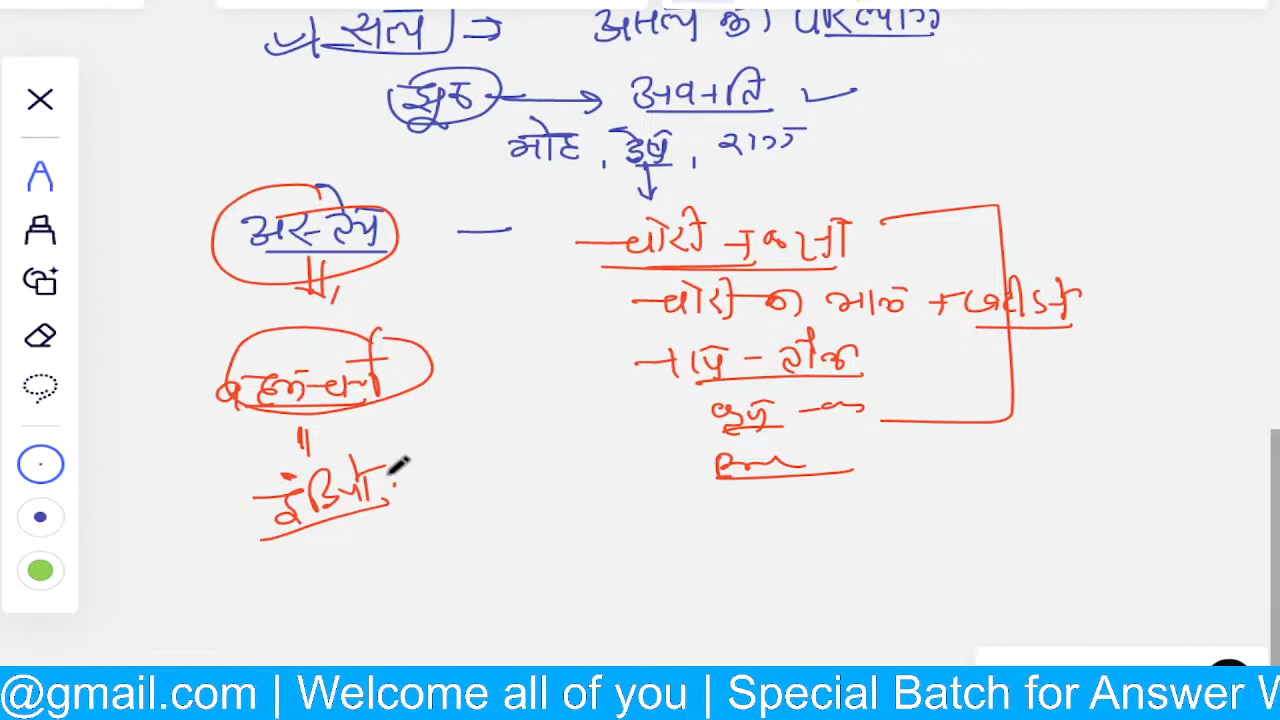 सत्य ⇒ असत्य का परित्याग
झूठ → अवनति ✓
मोह, द्वेष, राग
अस्तेय — चोरी न करना
चोरी का माल न खरीदने
ब्रह्मचर्य
इंद्रियों
@gmail.com | Welcome all of you | Special Batch for Answer W